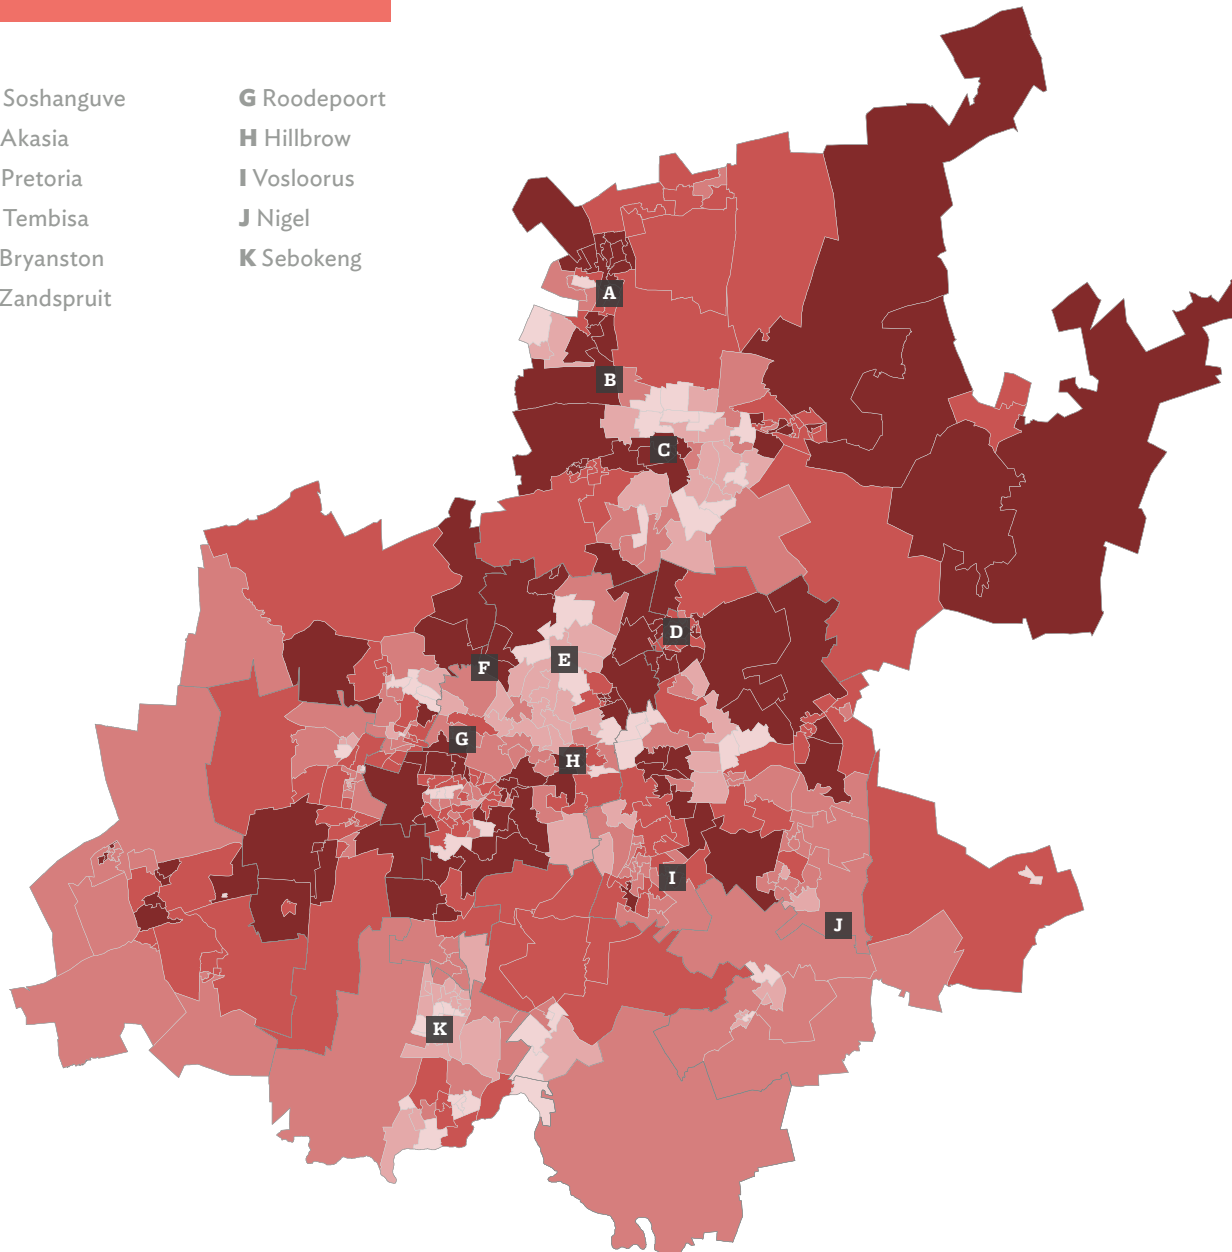 Soshanguve
Akasia
Pretoria
Tembisa
Bryanston
Zandspruit
G Roodepoort
H Hillbrow
I Vosloorus
J Nigel
K Sebokeng
A
B
C
D
E
F
G
H
I
J
K